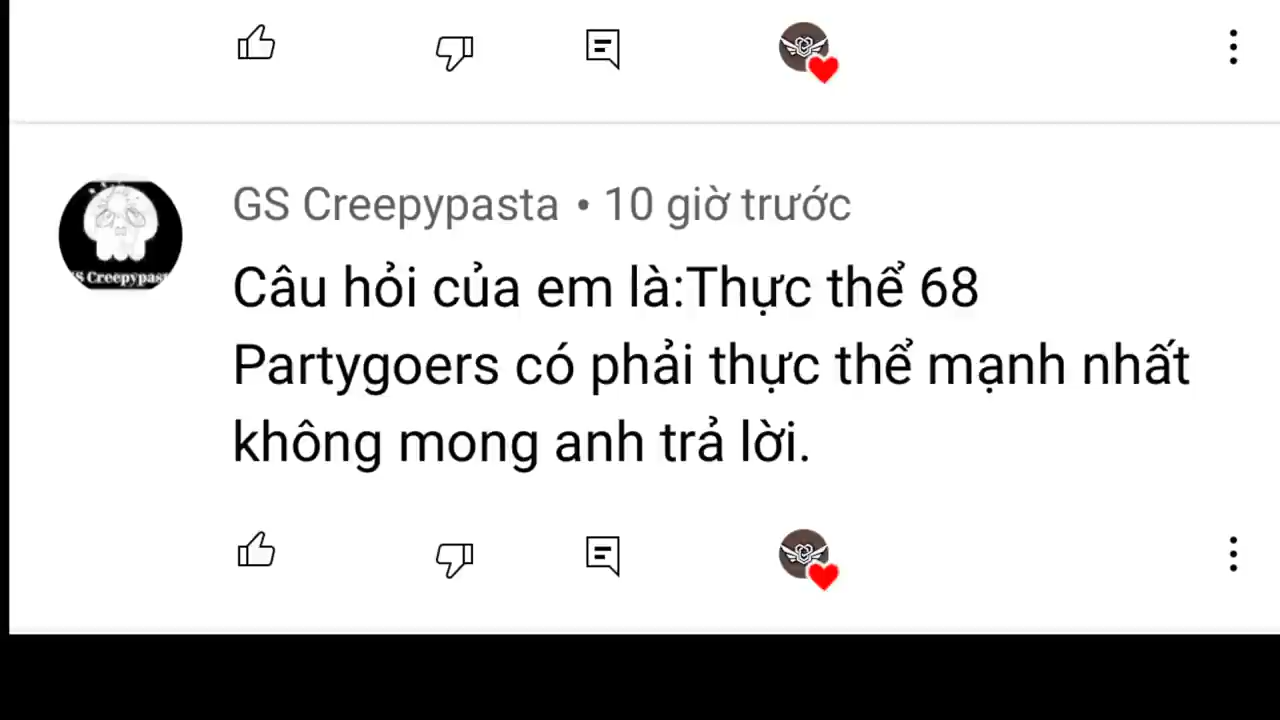 GS Creepypasta • 10 giờ trước
S Creepypas
Câu hỏi của em là:Thực thể 68
Partygoers có phải thực thể mạnh nhất
không mong anh trả lời.